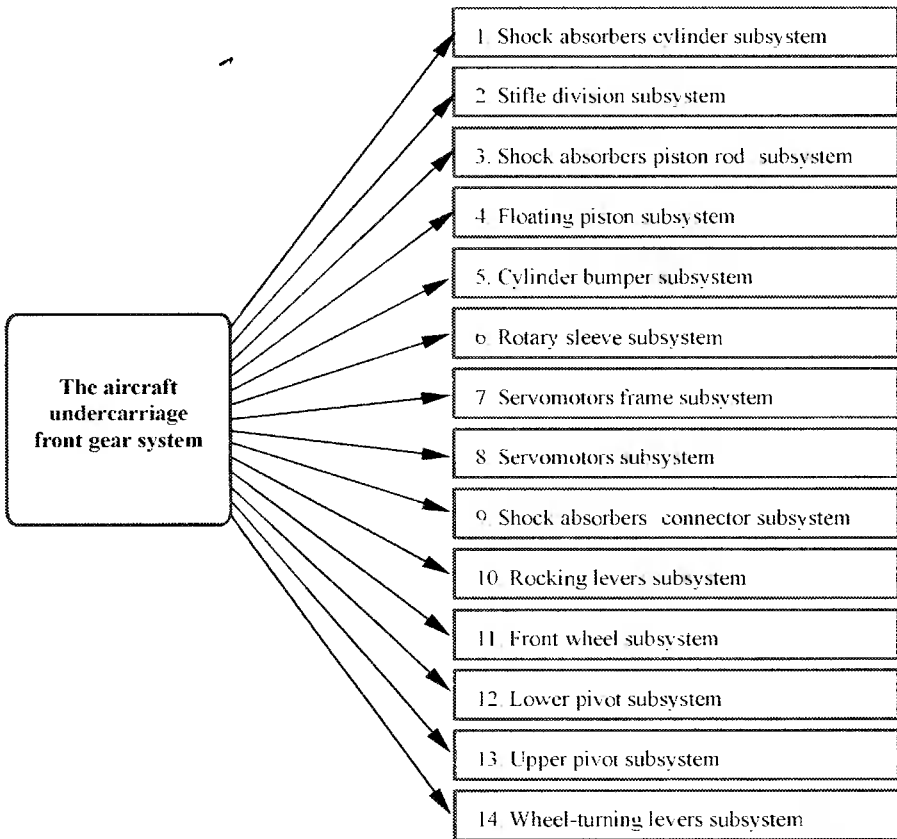 1. Shock absorbers cylinder subsystem
2 Stifle division subsystem
3. Shock absorbers piston rod subsystem
4. Floating piston subsystem
5. Cylinder bumper subsystem
6. Rotary sleeve subsystem
The aircraft
undercarriage
front gear system
7 Servomotors frame subsystem
8 Servomotors subsystem
9. Shock absorbers connector subsystem
10. Rocking levers subsystem
11. Front wheel subsystem
12. Lower pivot subsystem
13. Upper pivot subsystem
14. Wheel-turning levers subsystem